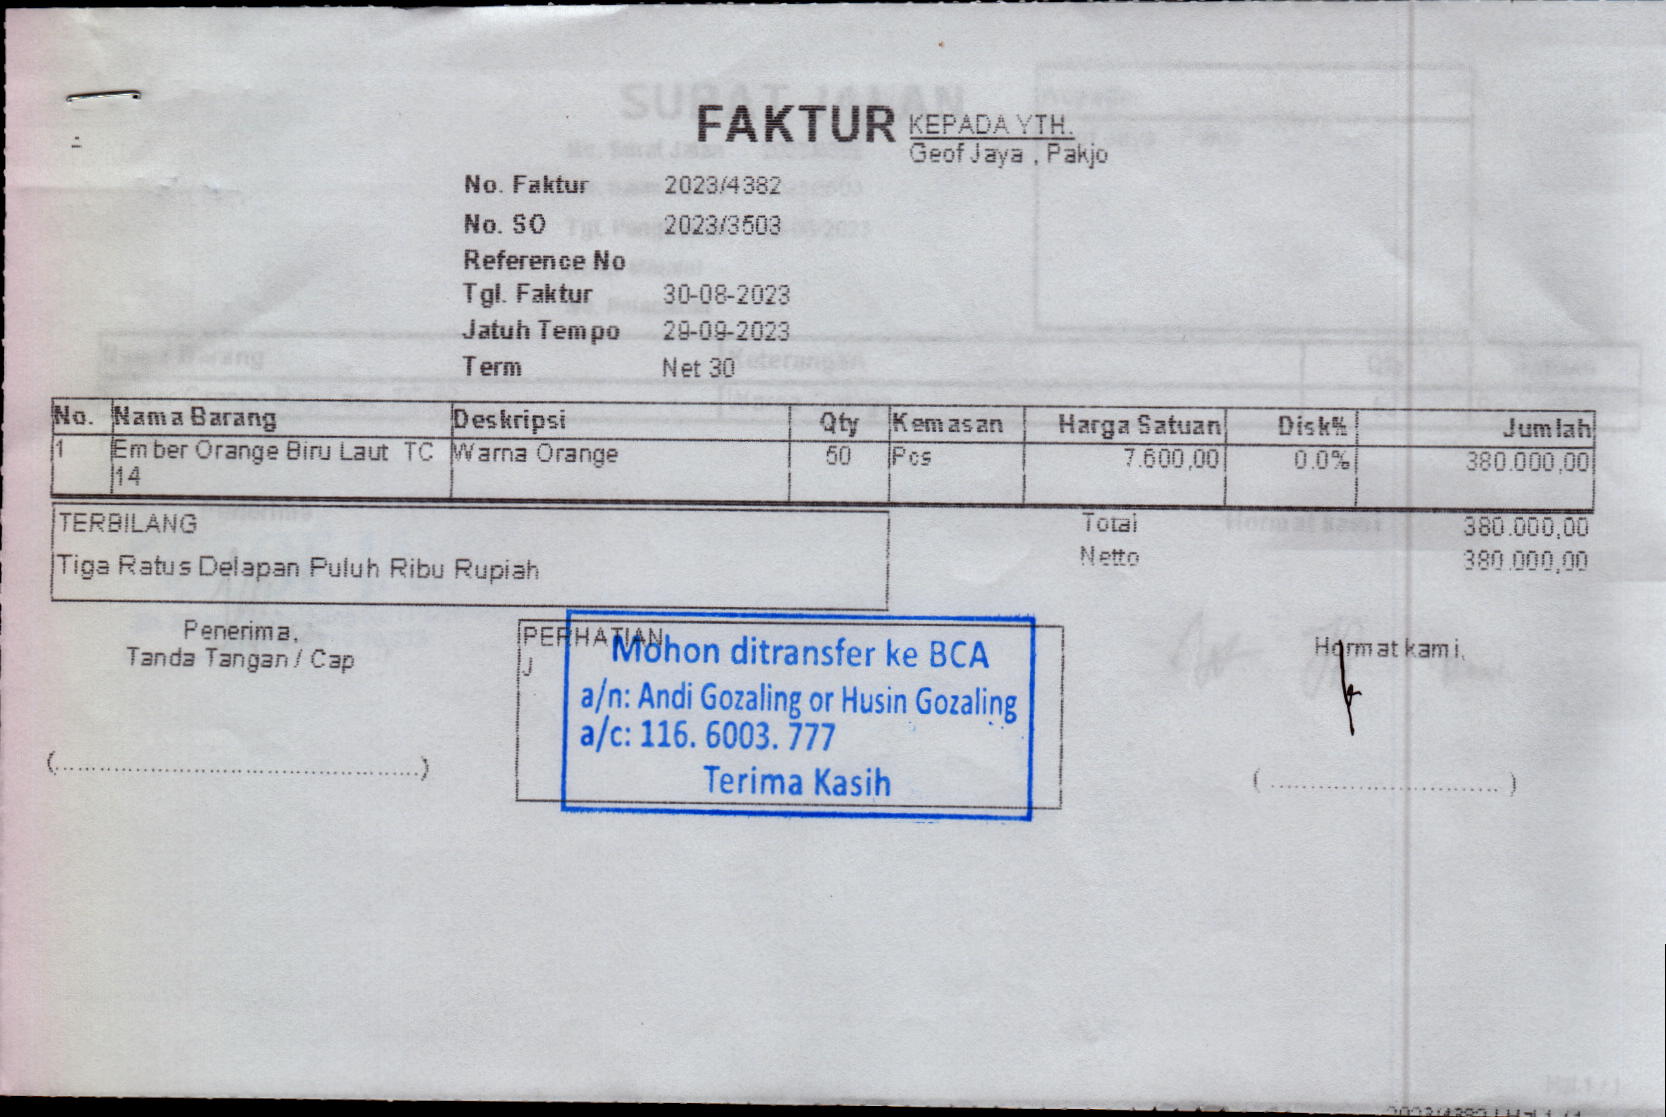 FAKTUR
KEPADA YTH.
Geof Jaya , Pakjo
No. Faktur 2023/4382
No. SO 2023/3503
Reference No
Tgl. Faktur 30-08-2023
Jatuh Tempo 29-09-2023
Term Net 30
No. Nama Barang Deskripsi Qty Kemasan Harga Satuan Disk% Jumlah
1 Ember Orange Biru Laut TC Warna Orange 50 Pcs 7.600,00 0.0% 380.000,00
14
TERBILANG Total 380.000,00
Tiga Ratus Delapan Puluh Ribu Rupiah Netto 380.000,00
Penerima,
Tanda Tangan / Cap
PERHATIAN
J
Mohon ditransfer ke BCA
a/n: Andi Gozaling or Husin Gozaling
a/c: 116. 6003. 777
Terima Kasih
Hormat kami,
(............................................)
( ............................ )